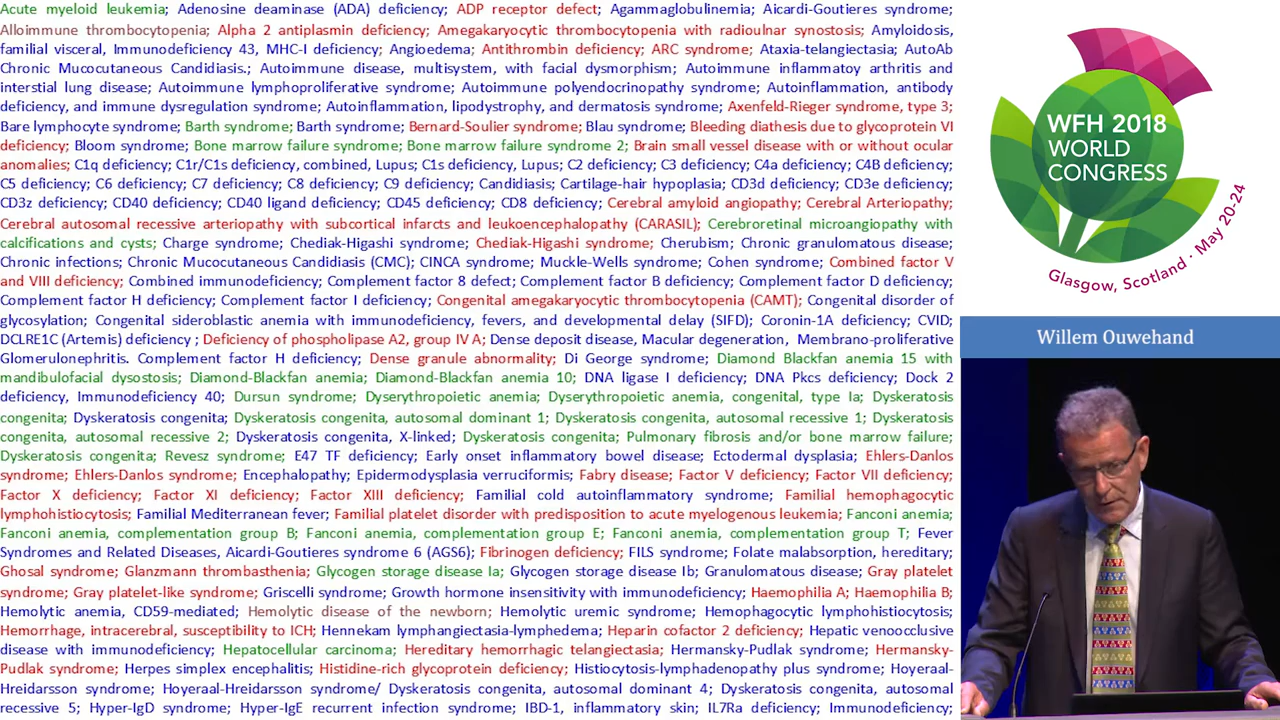 Acute myeloid leukemia; Adenosine deaminase (ADA) deficiency; ADP receptor defect; Agammaglobulinemia; Aicardi-Goutieres syndrome;
Alloimmune thrombocytopenia; Alpha 2 antiplasmin deficiency; Amegakaryocytic thrombocytopenia with radioulnar synostosis; Amyloidosis,
familial visceral, Immunodeficiency 43, MHC-I deficiency; Angioedema; Antithrombin deficiency; ARC syndrome; Ataxia-telangiectasia; AutoAb
Chronic Mucocutaneous Candidiasis.; Autoimmune disease, multisystem, with facial dysmorphism; Autoimmune inflammatoy arthritis and
interstial lung disease; Autoimmune lymphoproliferative syndrome; Autoimmune polyendocrinopathy syndrome; Autoinflammation, antibody
deficiency, and immune dysregulation syndrome; Autoinflammation, lipodystrophy, and dermatosis syndrome; Axenfeld-Rieger syndrome, type 3;
Bare lymphocyte syndrome; Barth syndrome; Barth syndrome; Bernard-Soulier syndrome; Blau syndrome; Bleeding diathesis due to glycoprotein VI
deficiency; Bloom syndrome; Bone marrow failure syndrome; Bone marrow failure syndrome 2; Brain small vessel disease with or without ocular
anomalies; C1q deficiency; C1r/C1s deficiency, combined, Lupus; C1s deficiency, Lupus; C2 deficiency; C3 deficiency; C4a deficiency; C4B deficiency;
C5 deficiency; C6 deficiency; C7 deficiency; C8 deficiency; C9 deficiency; Candidiasis; Cartilage-hair hypoplasia; CD3d deficiency; CD3e deficiency;
CD3z deficiency; CD40 deficiency; CD40 ligand deficiency; CD45 deficiency; CD8 deficiency; Cerebral amyloid angiopathy; Cerebral Arteriopathy;
Cerebral autosomal recessive arteriopathy with subcortical infarcts and leukoencephalopathy (CARASIL); Cerebroretinal microangiopathy with
calcifications and cysts; Charge syndrome; Chediak-Higashi syndrome; Chediak-Higashi syndrome; Cherubism; Chronic granulomatous disease;
Chronic infections; Chronic Mucocutaneous Candidiasis (CMC); CINCA syndrome; Muckle-Wells syndrome; Cohen syndrome; Combined factor V
and VIII deficiency; Combined immunodeficiency; Complement factor 8 defect; Complement factor B deficiency; Complement factor D deficiency;
Complement factor H deficiency; Complement factor I deficiency; Congenital amegakaryocytic thrombocytopenia (CAMT); Congenital disorder of
glycosylation; Congenital sideroblastic anemia with immunodeficiency, fevers, and developmental delay (SIFD); Coronin-1A deficiency; CVID;
DCLRE1C (Artemis) deficiency ; Deficiency of phospholipase A2, group IV A; Dense deposit disease, Macular degeneration, Membrano-proliferative
Glomerulonephritis. Complement factor H deficiency; Dense granule abnormality; Di George syndrome; Diamond Blackfan anemia 15 with
mandibulofacial dysostosis; Diamond-Blackfan anemia; Diamond-Blackfan anemia 10; DNA ligase I deficiency; DNA Pkcs deficiency; Dock 2
deficiency, Immunodeficiency 40; Dursun syndrome; Dyserythropoietic anemia; Dyserythropoietic anemia, congenital, type Ia; Dyskeratosis
congenita; Dyskeratosis congenita; Dyskeratosis congenita, autosomal dominant 1; Dyskeratosis congenita, autosomal recessive 1; Dyskeratosis
congenita, autosomal recessive 2; Dyskeratosis congenita, X-linked; Dyskeratosis congenita; Pulmonary fibrosis and/or bone marrow failure;
Dyskeratosis congenita; Revesz syndrome; E47 TF deficiency; Early onset inflammatory bowel disease; Ectodermal dysplasia; Ehlers-Danlos
syndrome; Ehlers-Danlos syndrome; Encephalopathy; Epidermodysplasia verruciformis; Fabry disease; Factor V deficiency; Factor VII deficiency;
Factor X deficiency; Factor XI deficiency; Factor XIII deficiency; Familial cold autoinflammatory syndrome; Familial hemophagocytic
lymphohistiocytosis; Familial Mediterranean fever; Familial platelet disorder with predisposition to acute myelogenous leukemia; Fanconi anemia;
Fanconi anemia, complementation group B; Fanconi anemia, complementation group E; Fanconi anemia, complementation group T; Fever
Syndromes and Related Diseases, Aicardi-Goutieres syndrome 6 (AGS6); Fibrinogen deficiency; FILS syndrome; Folate malabsorption, hereditary;
Ghosal syndrome; Glanzmann thrombasthenia; Glycogen storage disease Ia; Glycogen storage disease Ib; Granulomatous disease; Gray platelet
syndrome; Gray platelet-like syndrome; Griscelli syndrome; Growth hormone insensitivity with immunodeficiency; Haemophilia A; Haemophilia B;
Hemolytic anemia, CD59-mediated; Hemolytic disease of the newborn; Hemolytic uremic syndrome; Hemophagocytic lymphohistiocytosis;
Hemorrhage, intracerebral, susceptibility to ICH; Hennekam lymphangiectasia-lymphedema; Heparin cofactor 2 deficiency; Hepatic venoocclusive
disease with immunodeficiency; Hepatocellular carcinoma; Hereditary hemorrhagic telangiectasia; Hermansky-Pudlak syndrome; Hermansky-
Pudlak syndrome; Herpes simplex encephalitis; Histidine-rich glycoprotein deficiency; Histiocytosis-lymphadenopathy plus syndrome; Hoyeraal-
Hreidarsson syndrome; Hoyeraal-Hreidarsson syndrome/ Dyskeratosis congenita, autosomal dominant 4; Dyskeratosis congenita, autosomal
recessive 5; Hyper-IgD syndrome; Hyper-IgE recurrent infection syndrome; IBD-1, inflammatory skin; IL7Ra deficiency; Immunodeficiency;
WFH 2018
WORLD
CONGRESS
Glasgow, Scotland · May 20-24
Willem Ouwehand